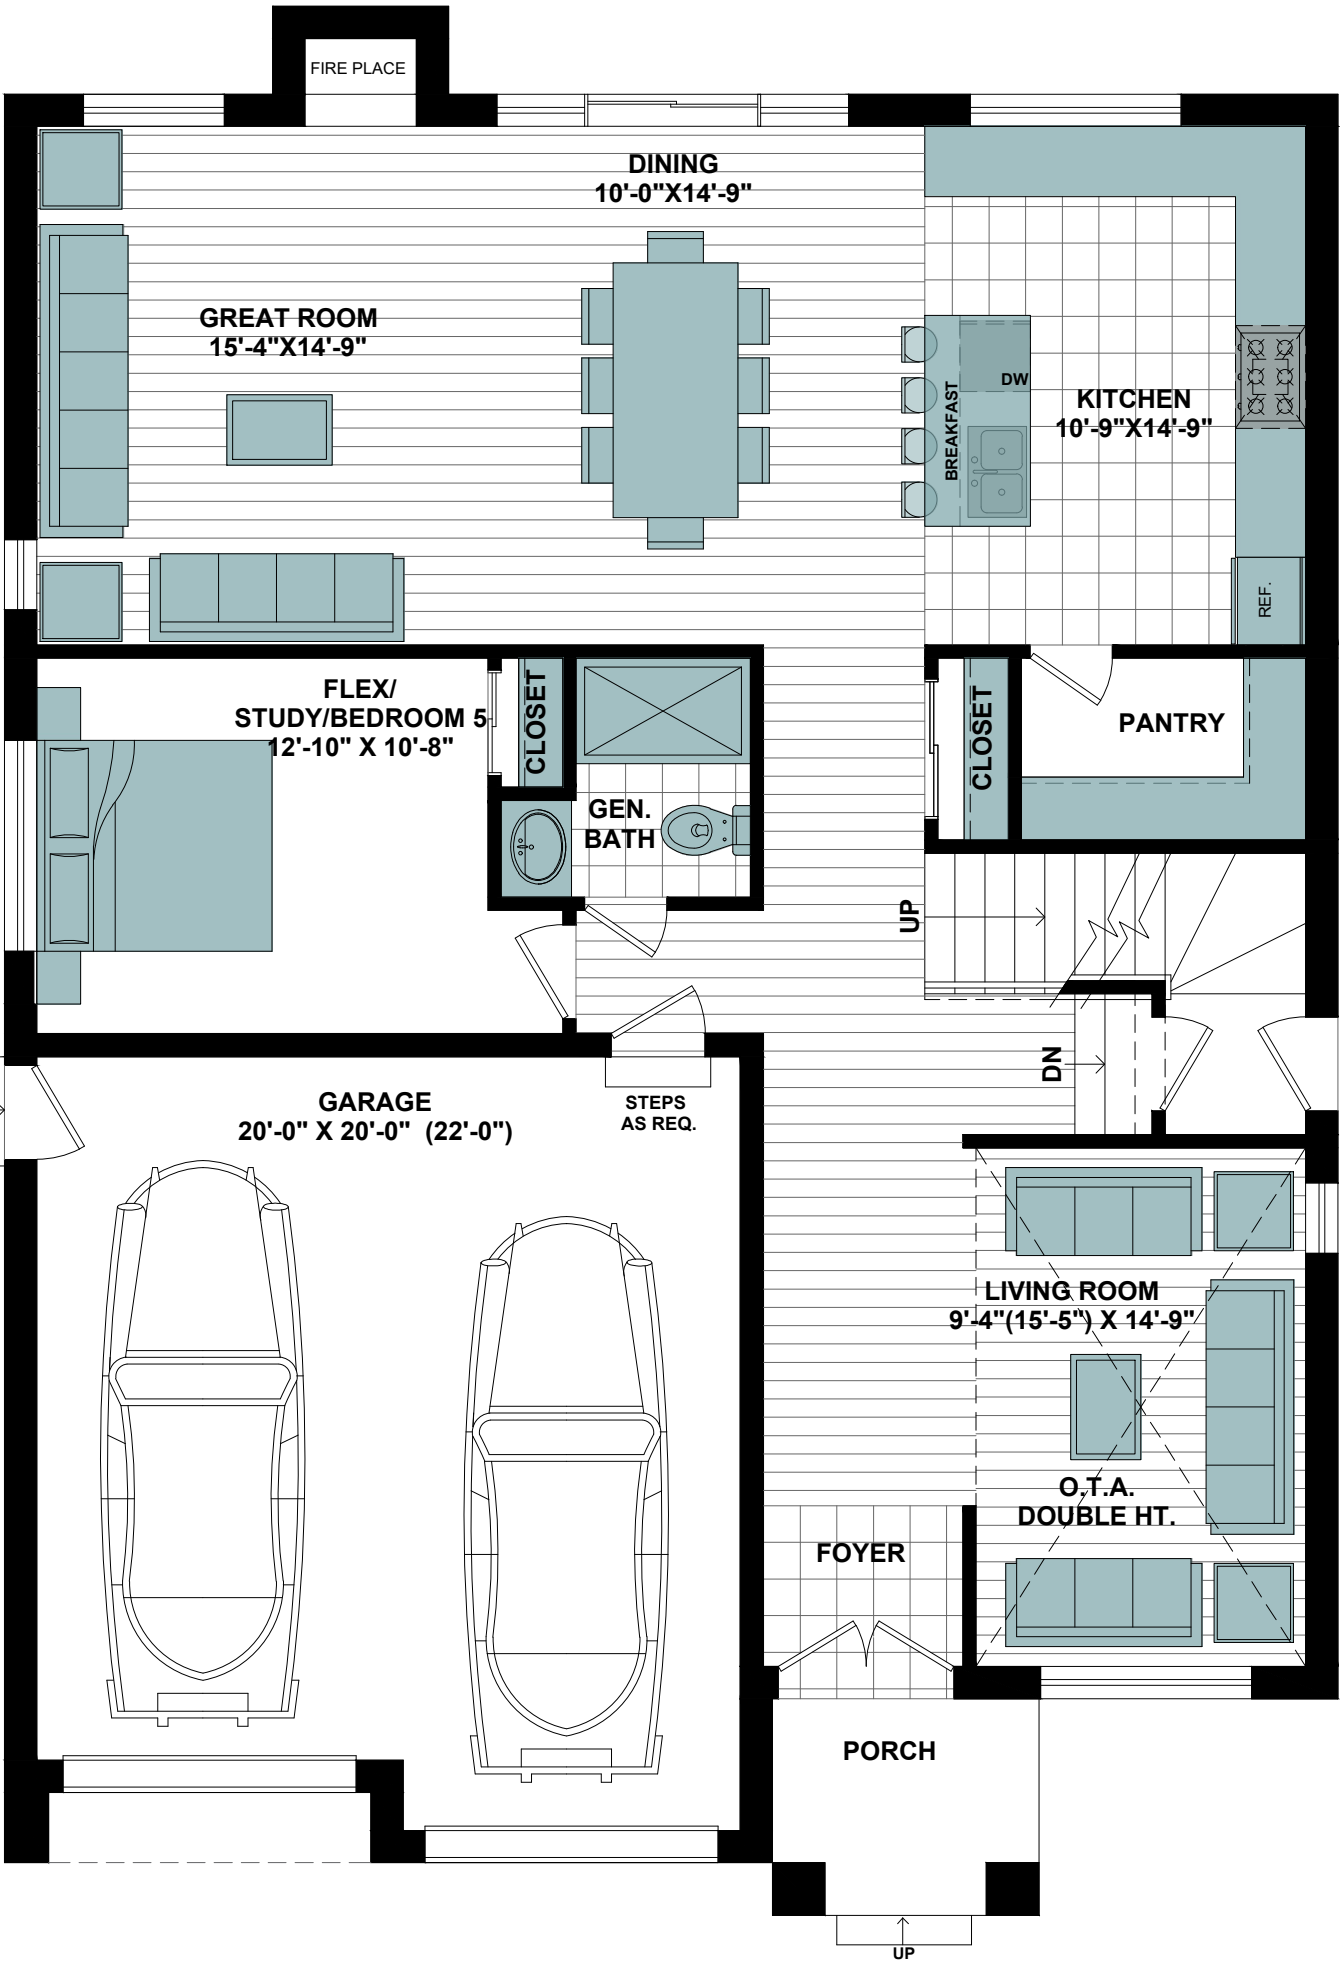 FIRE PLACE
DINING
10'-0"X14'-9"
GREAT ROOM
15'-4"X14'-9"
BREAKFAST
DW
KITCHEN
10'-9"X14'-9"
REF.
FLEX/
STUDY/BEDROOM 5
12'-10" X 10'-8"
CLOSET
GEN.
BATH
CLOSET
PANTRY
UP
DN
GARAGE
20'-0" X 20'-0" (22'-0")
STEPS
AS REQ.
LIVING ROOM
9'-4"(15'-5") X 14'-9"
O.T.A.
DOUBLE HT.
FOYER
PORCH
UP